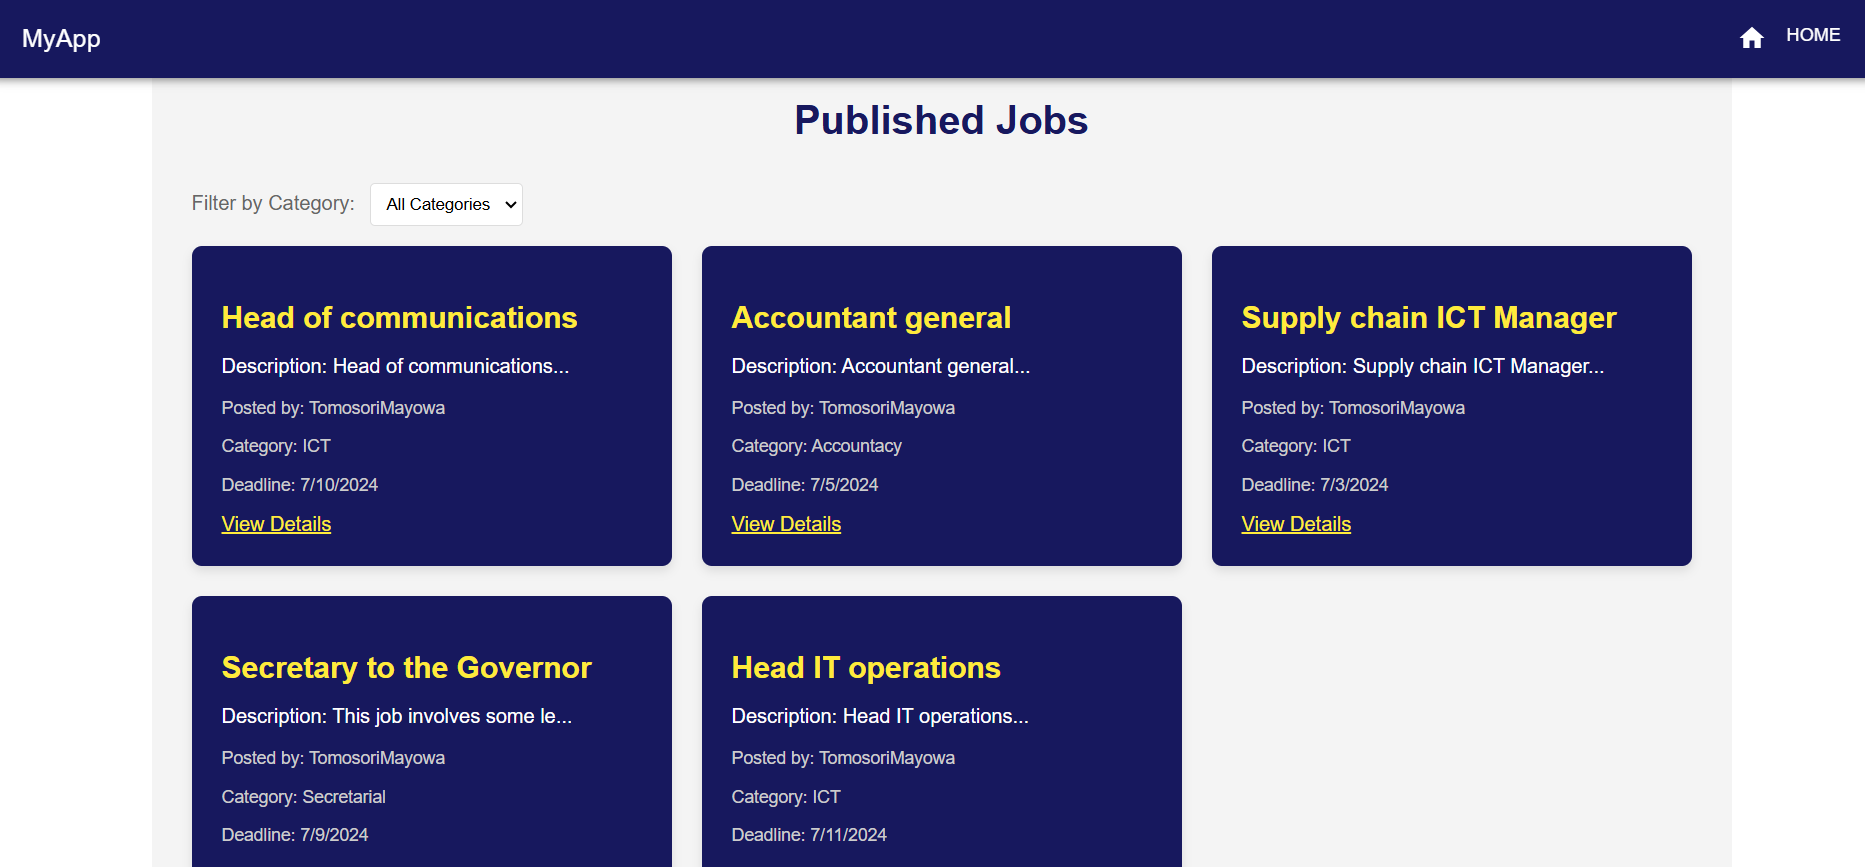 MyApp
HOME
Published Jobs
Filter by Category:
All Categories
Head of communications
Description: Head of communications...
Posted by: TomosoriMayowa
Category: ICT
Deadline: 7/10/2024
View Details
Accountant general
Description: Accountant general...
Posted by: TomosoriMayowa
Category: Accountacy
Deadline: 7/5/2024
View Details
Supply chain ICT Manager
Description: Supply chain ICT Manager...
Posted by: TomosoriMayowa
Category: ICT
Deadline: 7/3/2024
View Details
Secretary to the Governor
Description: This job involves some le...
Posted by: TomosoriMayowa
Category: Secretarial
Deadline: 7/9/2024
Head IT operations
Description: Head IT operations...
Posted by: TomosoriMayowa
Category: ICT
Deadline: 7/11/2024